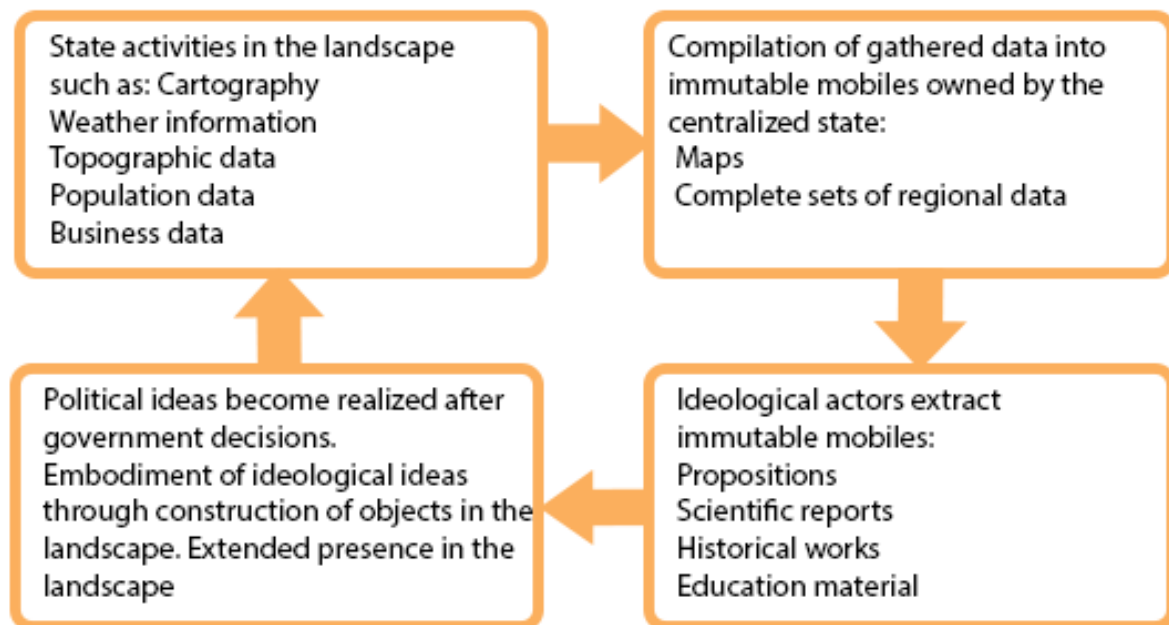 State activities in the landscape
such as: Cartography
Weather information
Topographic data
Population data
Business data
Compilation of gathered data into
immutable mobiles owned by the
centralized state:
Maps
Complete sets of regional data
Ideological actors extract
immutable mobiles:
Propositions
Scientific reports
Historical works
Education material
Political ideas become realized after
government decisions.
Embodiment of ideological ideas
through construction of objects in the
landscape. Extended presence in the
landscape